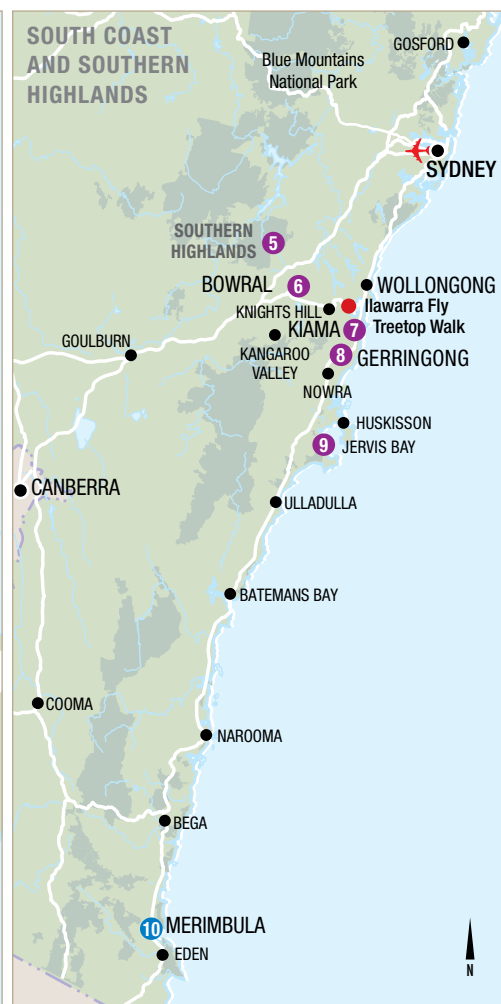 SOUTH COAST
AND SOUTHERN
HIGHLANDS
GOSFORD
Blue Mountains
National Park
SYDNEY
SOUTHERN
HIGHLANDS 5
BOWRAL 6
WOLLONGONG
KNIGHTS HILL
Ilawarra Fly
Treetop Walk
KIAMA 7
GOULBURN
KANGAROO
VALLEY
8 GERRINGONG
NOWRA
HUSKISSON
9 JERVIS BAY
CANBERRA
ULLADULLA
BATEMANS BAY
COOMA
NAROOMA
BEGA
10 MERIMBULA
EDEN
N